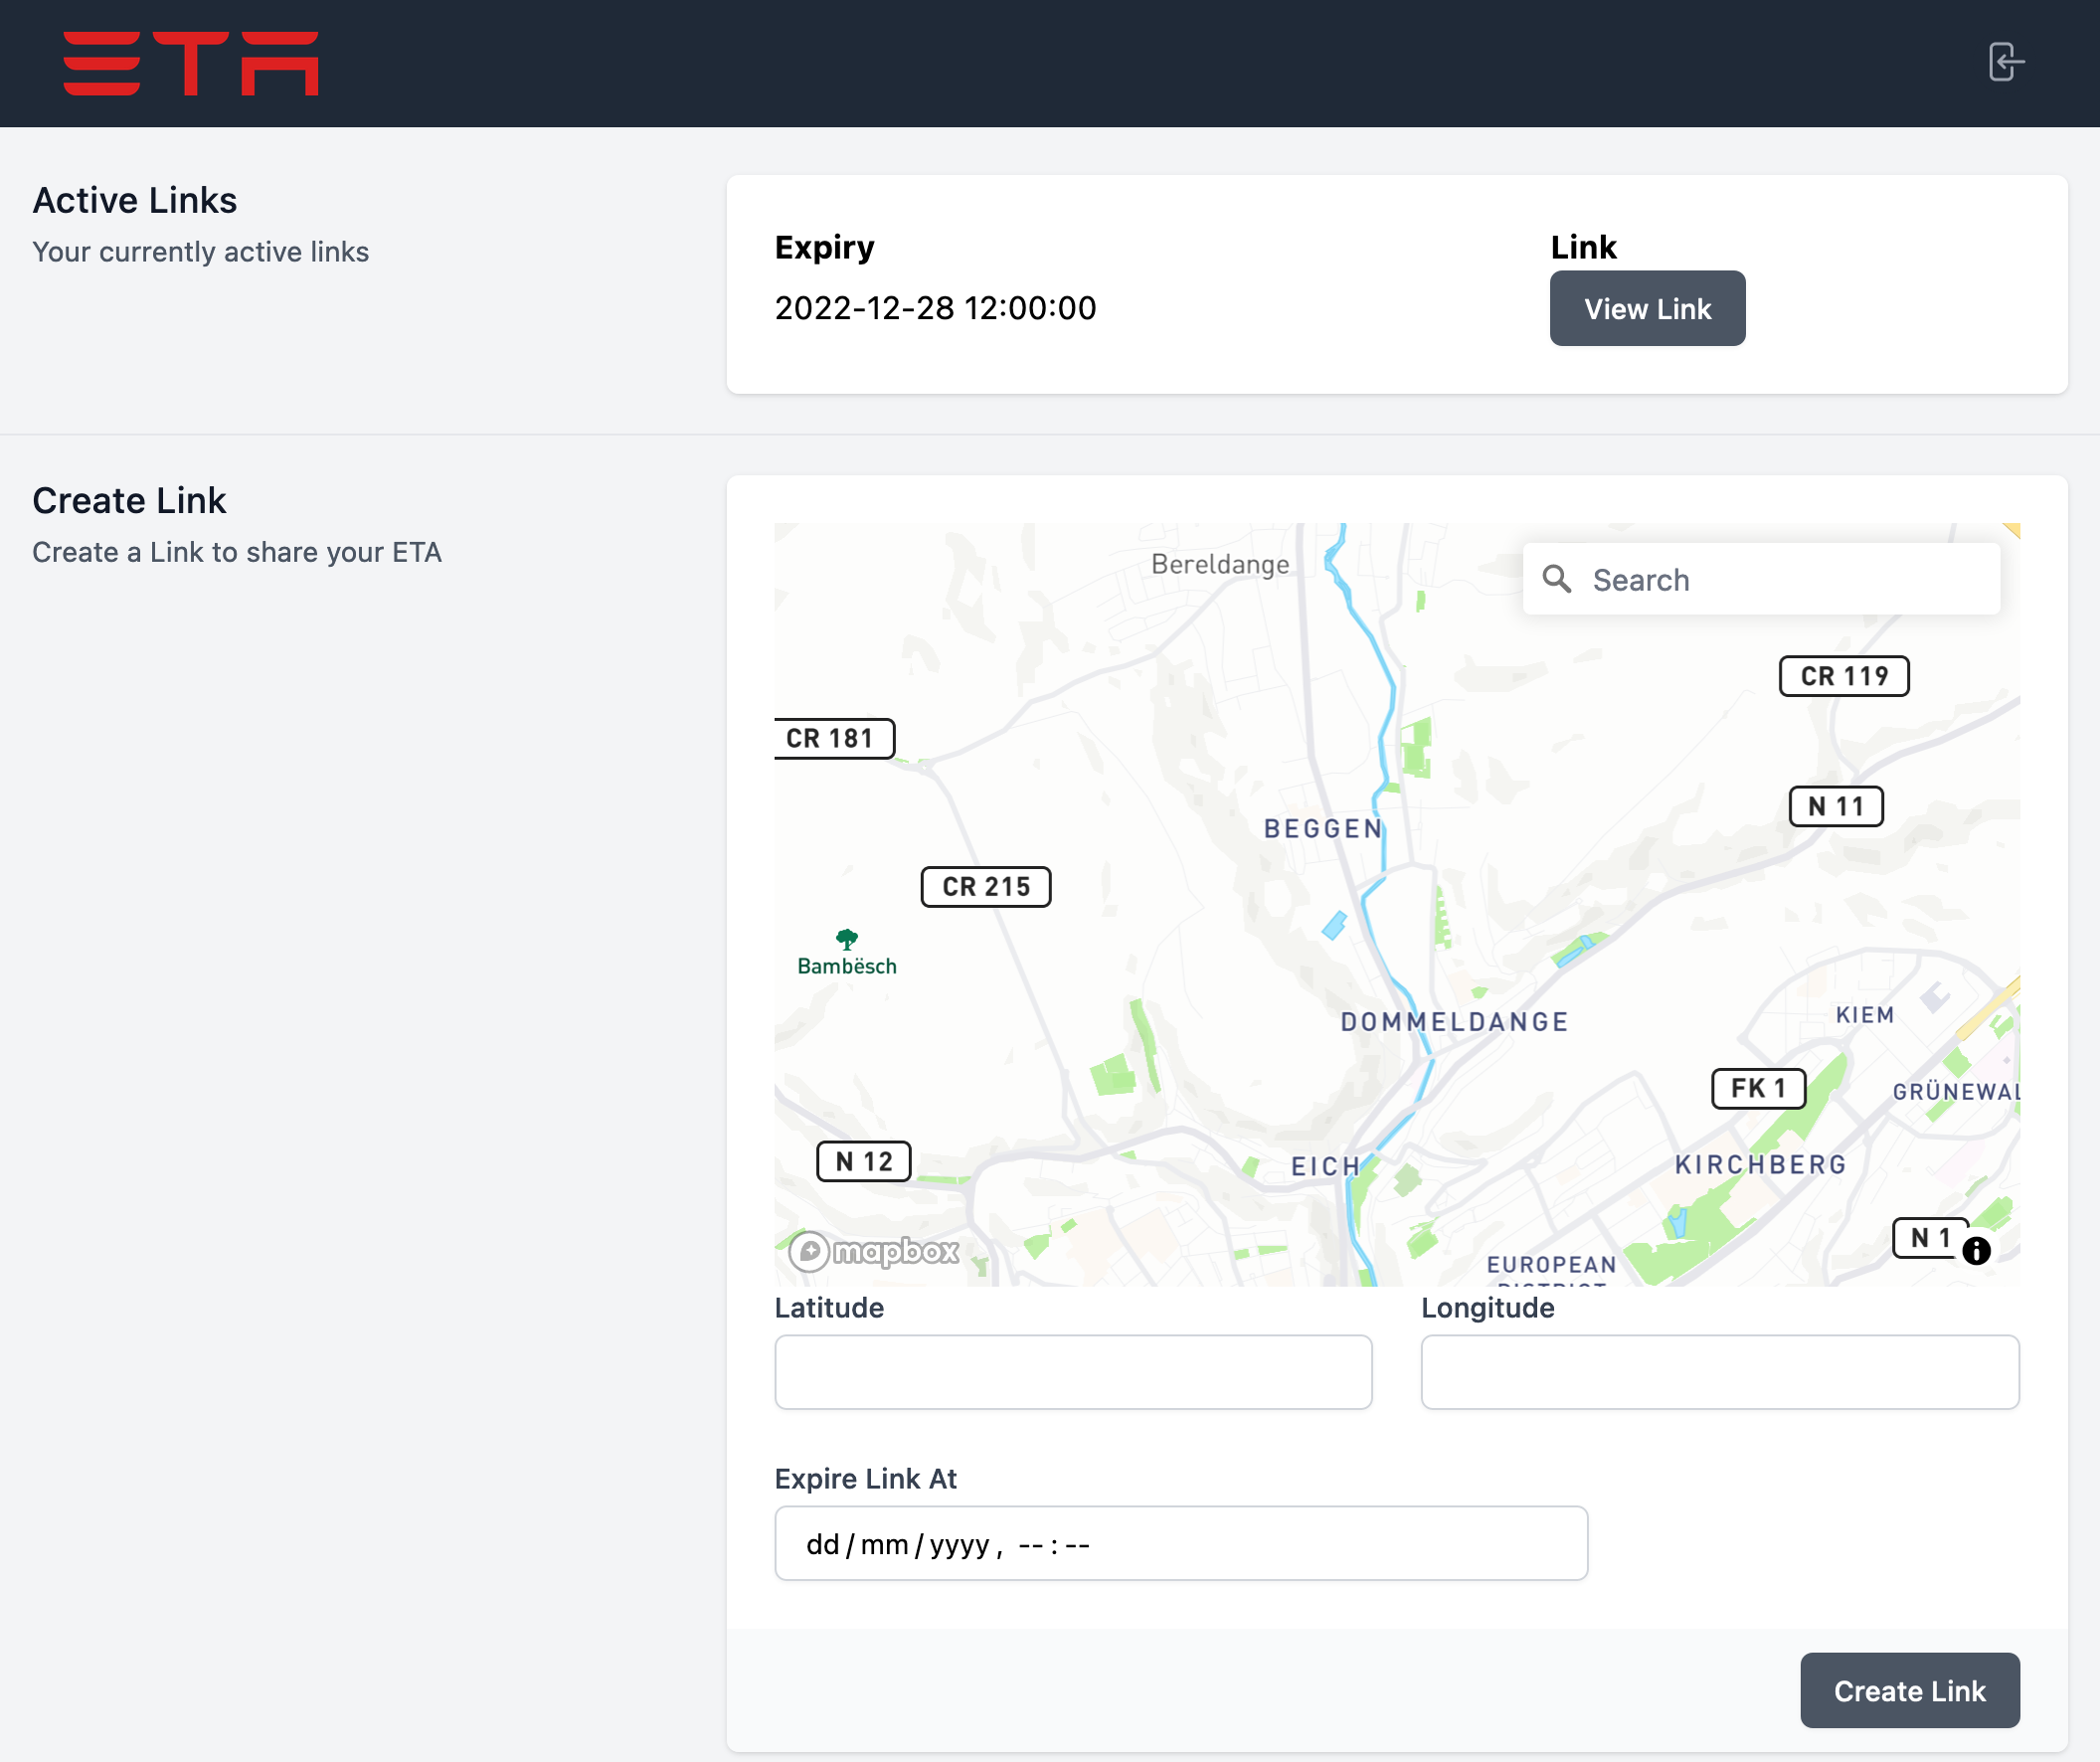 ETA
Active Links
Your currently active links
Expiry
Link
2022-12-28 12:00:00
View Link
Create Link
Create a Link to share your ETA
Bereldange
Search
CR 119
CR 181
N 11
BEGGEN
CR 215
Bambësch
KIEM
DOMMELDANGE
FK 1
GRÜNEWAL
N 12
EICH
KIRCHBERG
N 1
mapbox
EUROPEAN
DISTRICT
Latitude
Longitude
Expire Link At
dd/mm/yyyy, --:--
Create Link